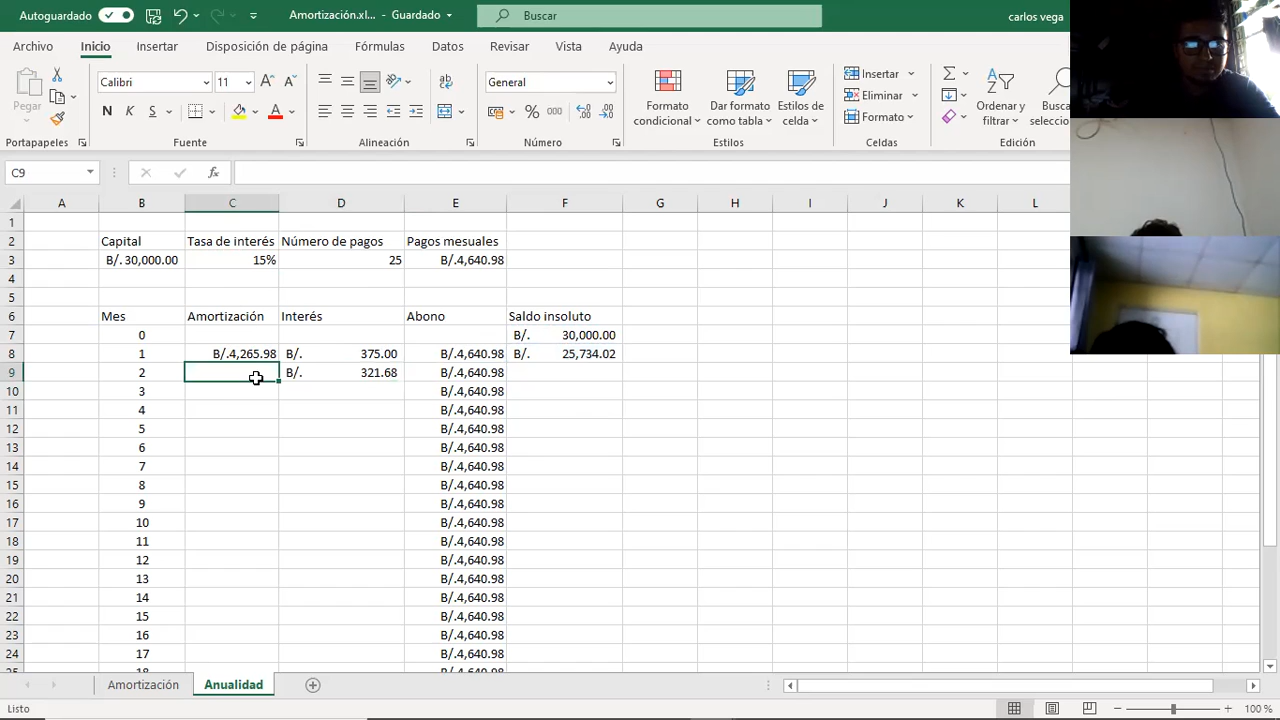 Autoguardado Amortización.xl... - Guardado Buscar carlos vega
Archivo Inicio Insertar Disposición de página Fórmulas Datos Revisar Vista Ayuda
Pegar Calibri 11 N K General Formato condicional Dar formato como tabla Estilos de celda Insertar Eliminar Formato Ordenar y filtrar Busc selecci
Portapapeles Fuente Alineación Número Estilos Celdas Edición
C9 fx
A B C D E F G H I J K L
1
2 Capital Tasa de interés Número de pagos Pagos mesuales
3 B/. 30,000.00 15% 25 B/.4,640.98
4
5
6 Mes Amortización Interés Abono Saldo insoluto
7 0 B/. 30,000.00
8 1 B/.4,265.98 B/. 375.00 B/.4,640.98 B/. 25,734.02
9 2 B/. 321.68 B/.4,640.98
10 3 B/.4,640.98
11 4 B/.4,640.98
12 5 B/.4,640.98
13 6 B/.4,640.98
14 7 B/.4,640.98
15 8 B/.4,640.98
16 9 B/.4,640.98
17 10 B/.4,640.98
18 11 B/.4,640.98
19 12 B/.4,640.98
20 13 B/.4,640.98
21 14 B/.4,640.98
22 15 B/.4,640.98
23 16 B/.4,640.98
24 17 B/.4,640.98
25 18 B/.4,640.98
Amortización Anualidad
Listo 100 %